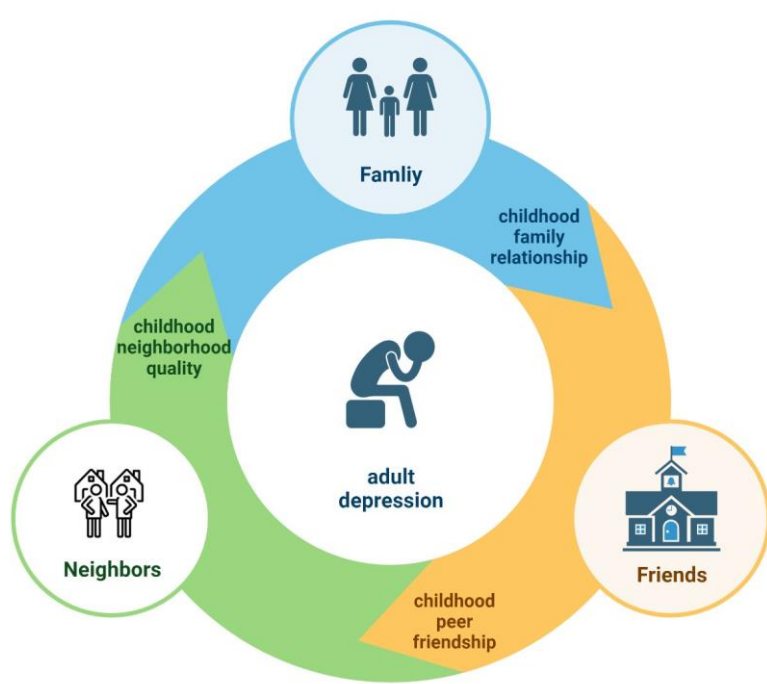 Famliy
childhood
family
relationship
childhood
neighborhood
quality
adult
depression
Neighbors
Friends
childhood
peer
friendship